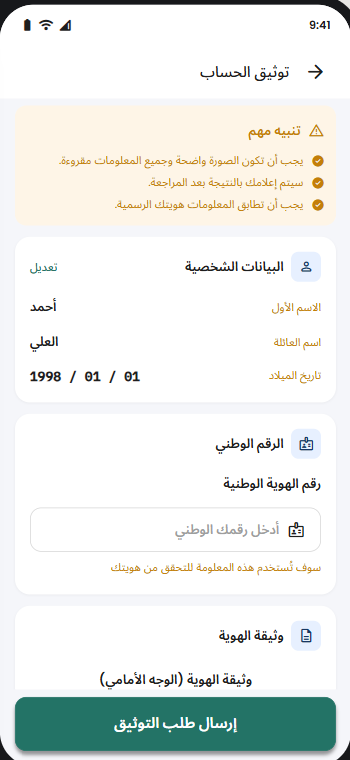 9:41
توثيق الحساب
تنبيه مهم
يجب أن تكون الصورة واضحة وجميع المعلومات مقروءة.
سيتم إعلامك بالنتيجة بعد المراجعة.
يجب أن تطابق المعلومات هويتك الرسمية.
البيانات الشخصية
تعديل
الاسم الأول
أحمد
اسم العائلة
العلي
تاريخ الميلاد
1998 / 01 / 01
الرقم الوطني
رقم الهوية الوطنية
أدخل رقمك الوطني
سوف تُستخدم هذه المعلومة للتحقق من هويتك
وثيقة الهوية
وثيقة الهوية (الوجه الأمامي)
إرسال طلب التوثيق